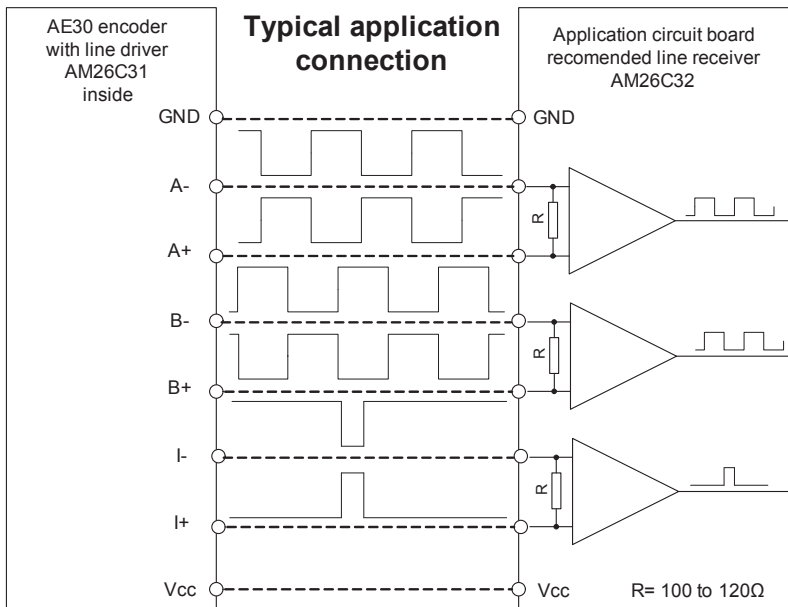 AE30 encoder
with line driver
AM26C31
inside
Typical application
connection
Application circuit board
recomended line receiver
AM26C32
GND
GND
A-
R
A+
B-
R
B+
I-
R
I+
Vcc
Vcc
R= 100 to 120Ω